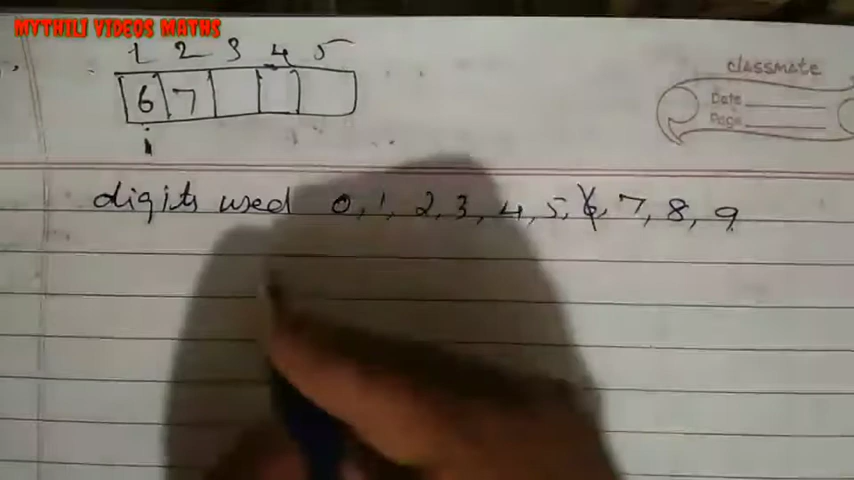 MYTHILI VIDEOS MATHS
1 2 3 4 5
6 7
classmate
Date
Page
digits used 0, 1, 2, 3, 4, 5, 6, 7, 8, 9